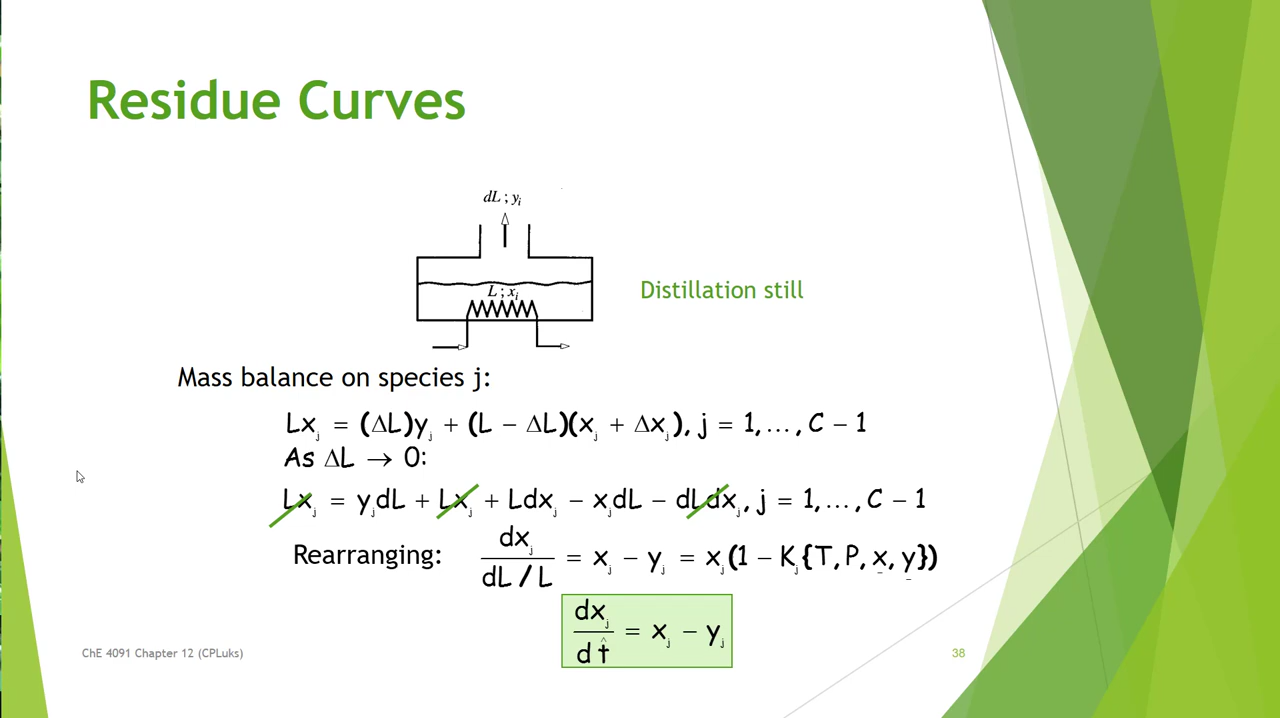 Residue Curves
dL ; yᵢ
L ; xᵢ
Distillation still
Mass balance on species j:
Lxⱼ = (ΔL)yⱼ + (L − ΔL)(xⱼ + Δxⱼ), j = 1, ... , C − 1
As ΔL → 0:
Lxⱼ = yⱼdL + Lxⱼ + Ldxⱼ − xⱼdL − dLdxⱼ, j = 1, ... , C − 1
Rearranging: dxⱼ / (dL / L) = xⱼ − yⱼ = xⱼ(1 − Kⱼ{T, P, x̲, y̲})
dxⱼ / d t̂ = xⱼ − yⱼ
ChE 4091 Chapter 12 (CPLuks)
38